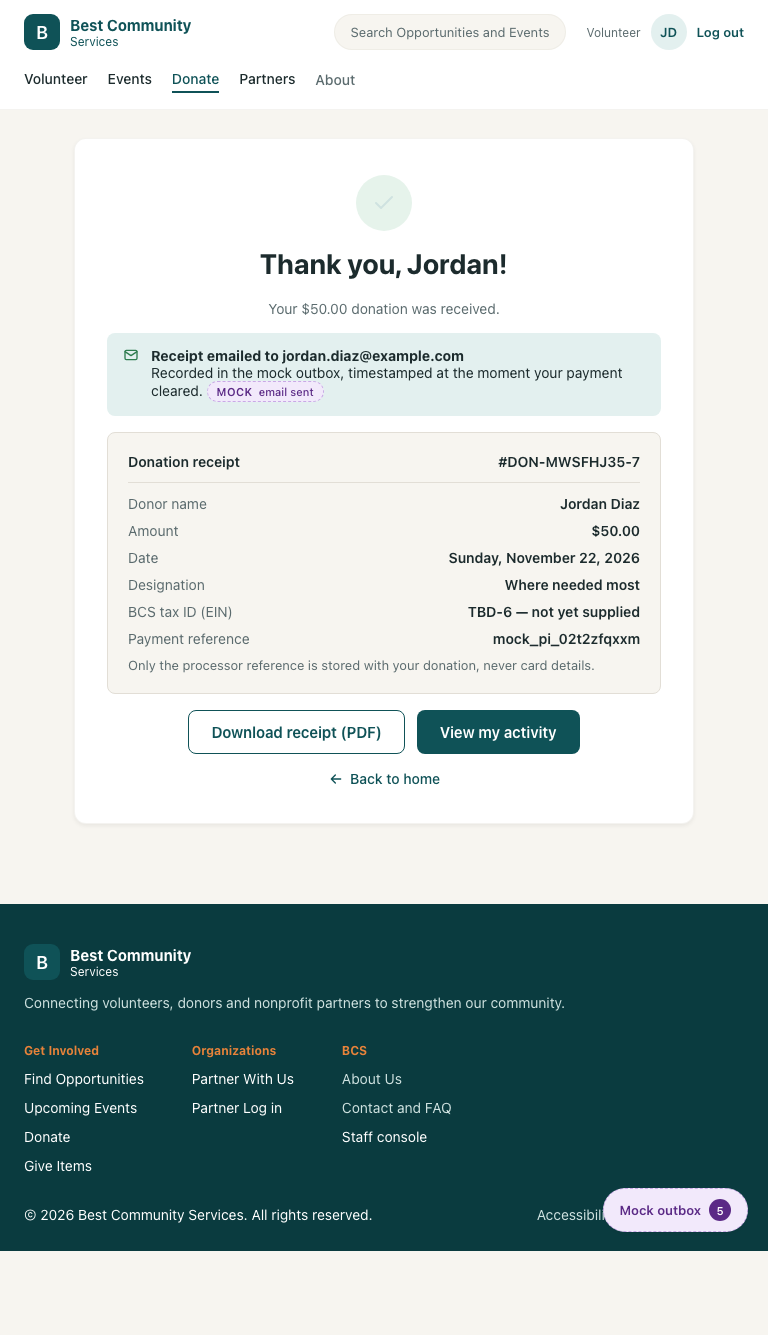 B
Best Community
Services
Search Opportunities and Events
Volunteer
JD
Log out
Volunteer
Events
Donate
Partners
About
Thank you, Jordan!
Your $50.00 donation was received.
Receipt emailed to jordan.diaz@example.com
Recorded in the mock outbox, timestamped at the moment your payment
cleared. MOCK email sent
Donation receipt
#DON-MWSFHJ35-7
Donor name
Jordan Diaz
Amount
$50.00
Date
Sunday, November 22, 2026
Designation
Where needed most
BCS tax ID (EIN)
TBD-6 — not yet supplied
Payment reference
mock_pi_02t2zfqxxm
Only the processor reference is stored with your donation, never card details.
Download receipt (PDF)
View my activity
← Back to home
B
Best Community
Services
Connecting volunteers, donors and nonprofit partners to strengthen our community.
Get Involved
Find Opportunities
Upcoming Events
Donate
Give Items
Organizations
Partner With Us
Partner Log in
BCS
About Us
Contact and FAQ
Staff console
© 2026 Best Community Services. All rights reserved.
Mock outbox 5